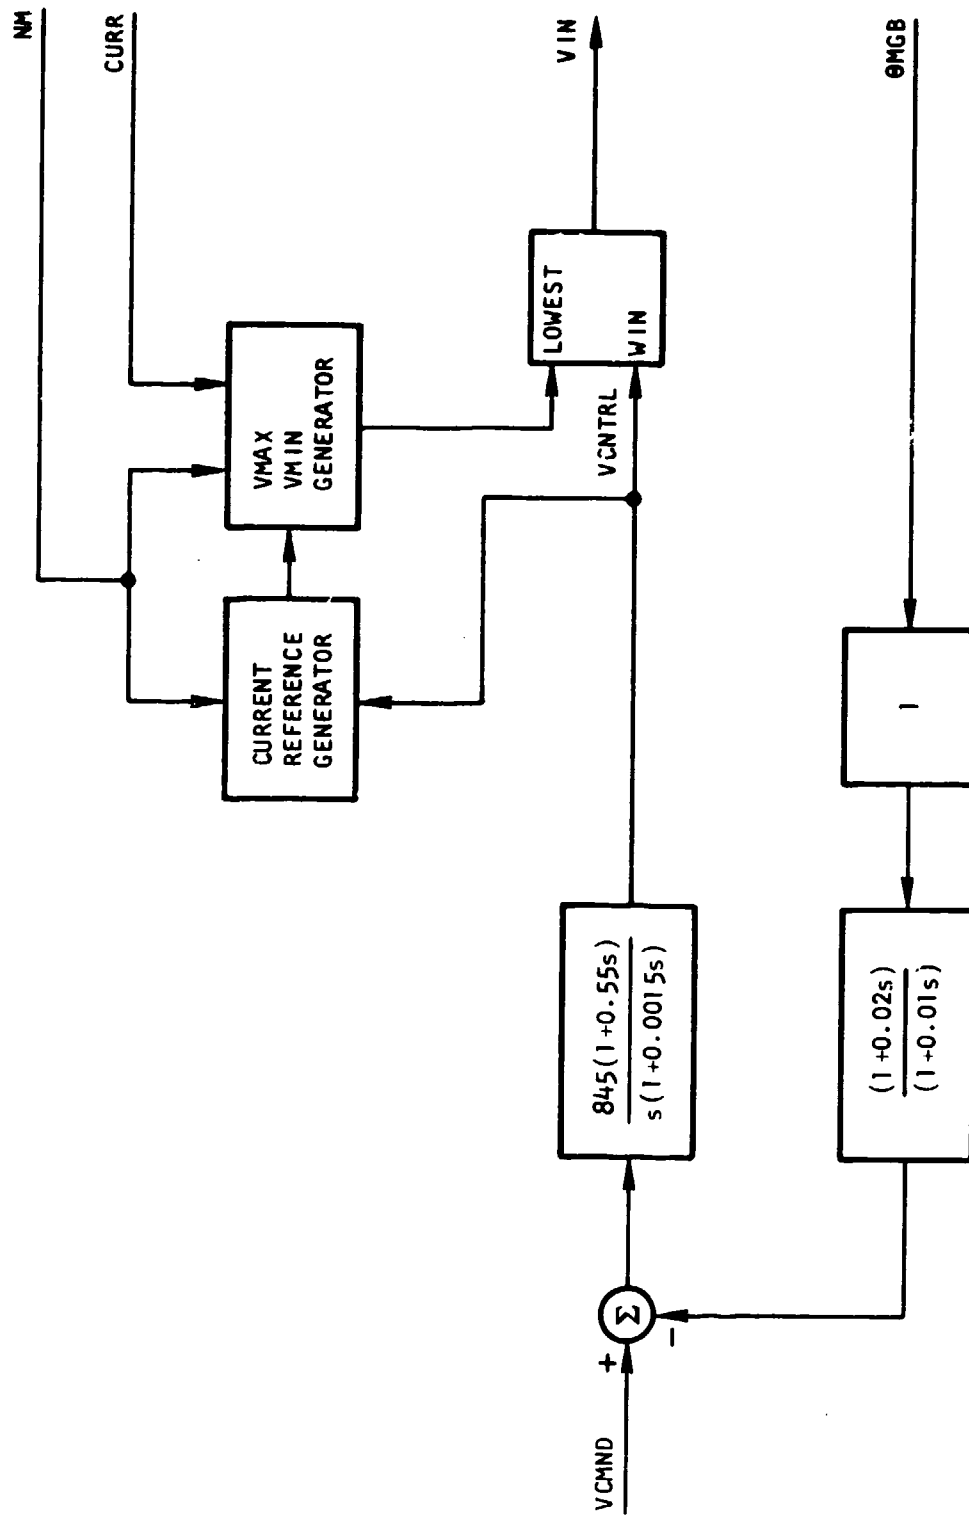 NM
CURR
CURRENT
REFERENCE
GENERATOR
VMAX
VMIN
GENERATOR
LOWEST
WIN
VIN
VCNTRL
VCMND
+
Σ
-
845(1+0.55s)
s(1+0.0015s)
(1+0.02s)
(1+0.01s)
1
θMGB